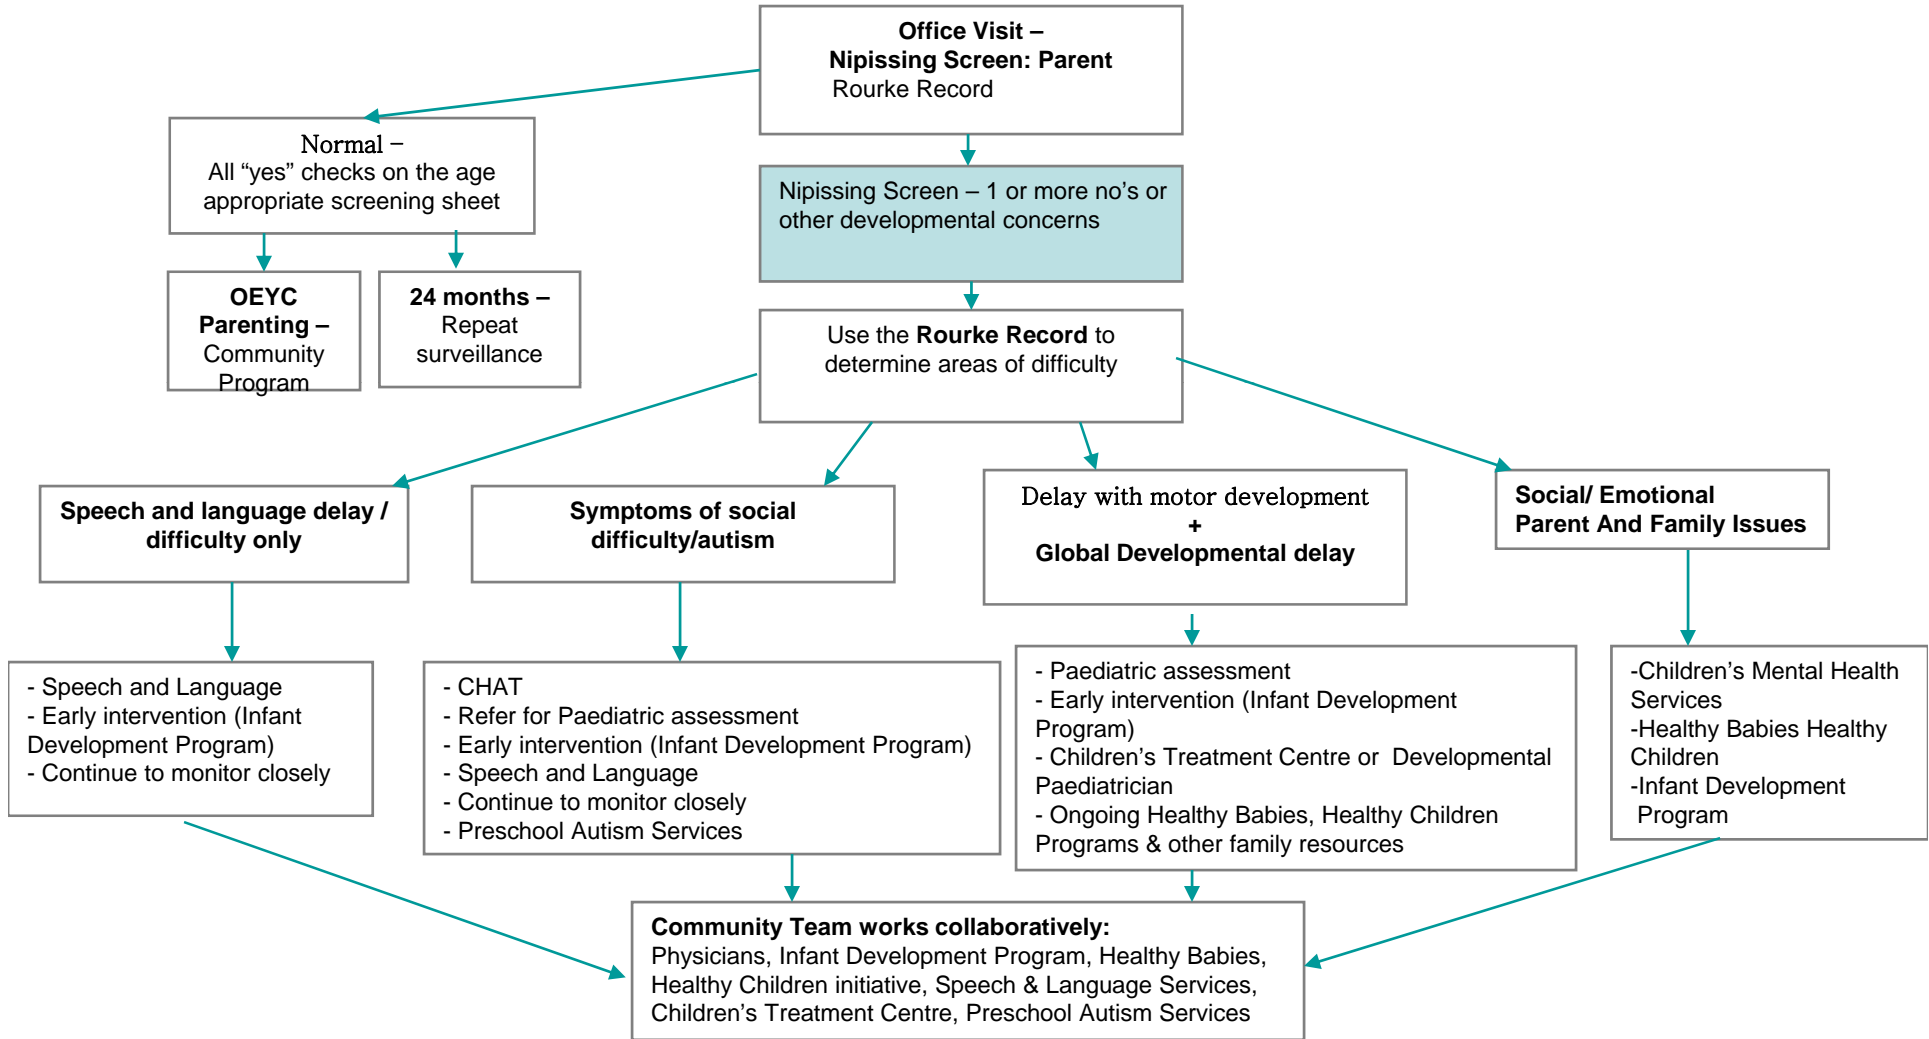 Office Visit –
Nipissing Screen: Parent
Rourke Record
Normal –
All “yes” checks on the age
appropriate screening sheet
Nipissing Screen – 1 or more no’s or
other developmental concerns
OEYC
Parenting –
Community
Program
24 months –
Repeat
surveillance
Use the Rourke Record to
determine areas of difficulty
Speech and language delay /
difficulty only
Symptoms of social
difficulty/autism
Delay with motor development
+
Global Developmental delay
Social/ Emotional
Parent And Family Issues
- Speech and Language
- Early intervention (Infant
Development Program)
- Continue to monitor closely
- CHAT
- Refer for Paediatric assessment
- Early intervention (Infant Development Program)
- Speech and Language
- Continue to monitor closely
- Preschool Autism Services
- Paediatric assessment
- Early intervention (Infant Development
Program)
- Children’s Treatment Centre or Developmental
Paediatrician
- Ongoing Healthy Babies, Healthy Children
Programs & other family resources
-Children’s Mental Health
Services
-Healthy Babies Healthy
Children
-Infant Development
Program
Community Team works collaboratively:
Physicians, Infant Development Program, Healthy Babies,
Healthy Children initiative, Speech & Language Services,
Children’s Treatment Centre, Preschool Autism Services